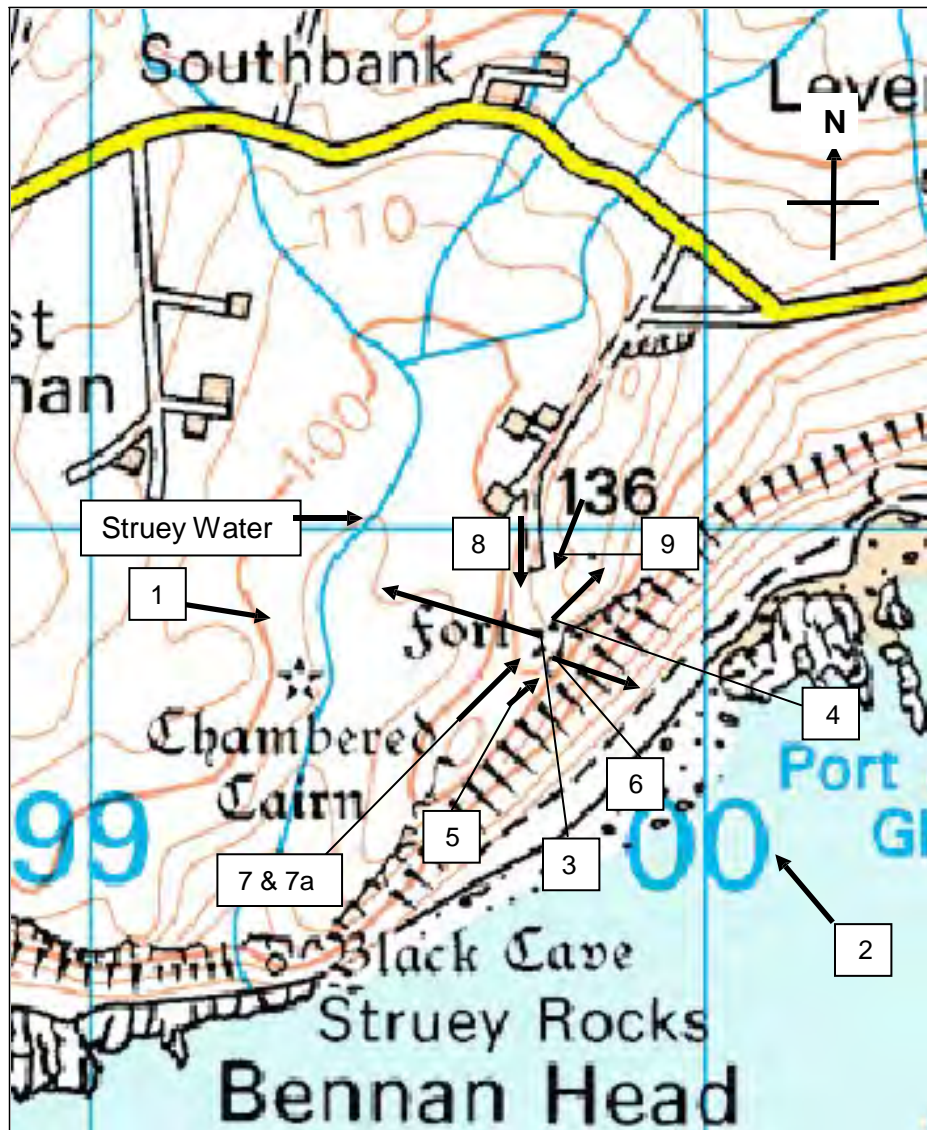 Southbank
Lever
N
110
st
nan
100
136
Struey Water
8
9
1
Fort
Chambered
Cairn
4
6
Port
Gl
99
5
3
00
7 & 7a
2
Black Cave
Struey Rocks
Bennan Head